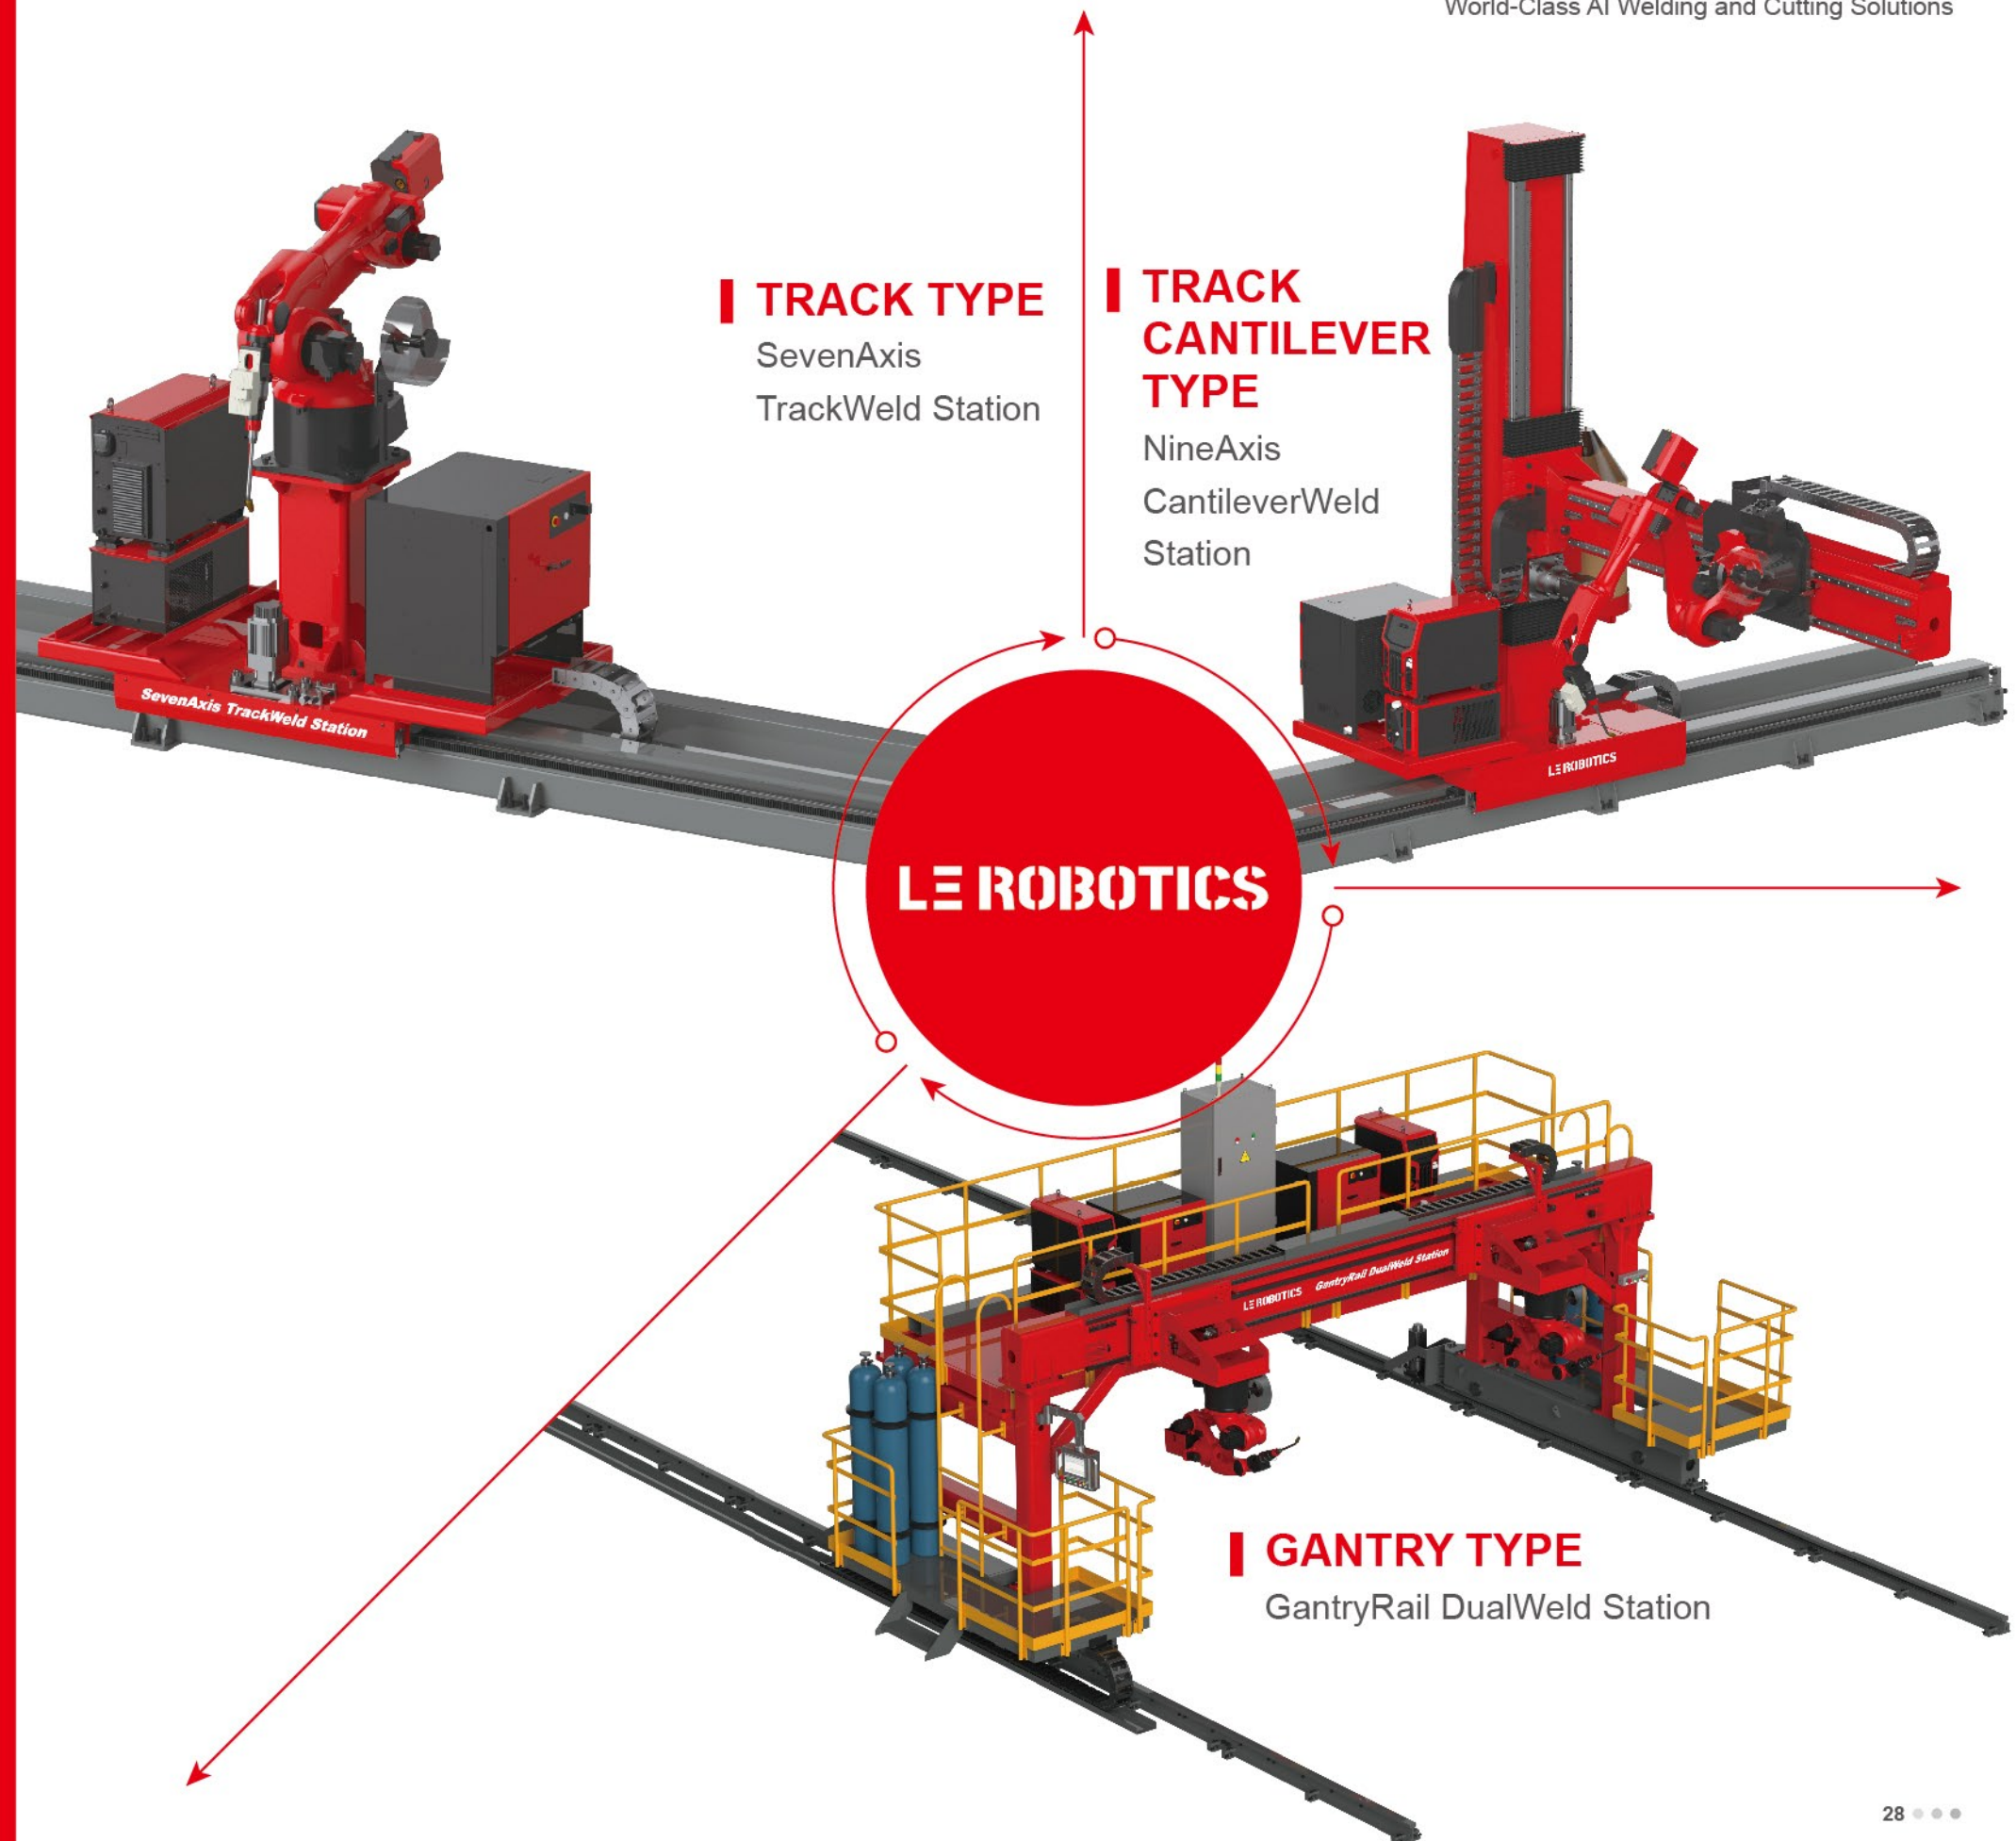 World-Class AI Welding and Cutting Solutions
TRACK TYPE
SevenAxis
TrackWeld Station
TRACK
CANTILEVER
TYPE
NineAxis
CantileverWeld
Station
SevenAxis TrackWeld Station
LE ROBOTICS
LE ROBOTICS
LE ROBOTICS GantryRail DualWeld Station
GANTRY TYPE
GantryRail DualWeld Station
28